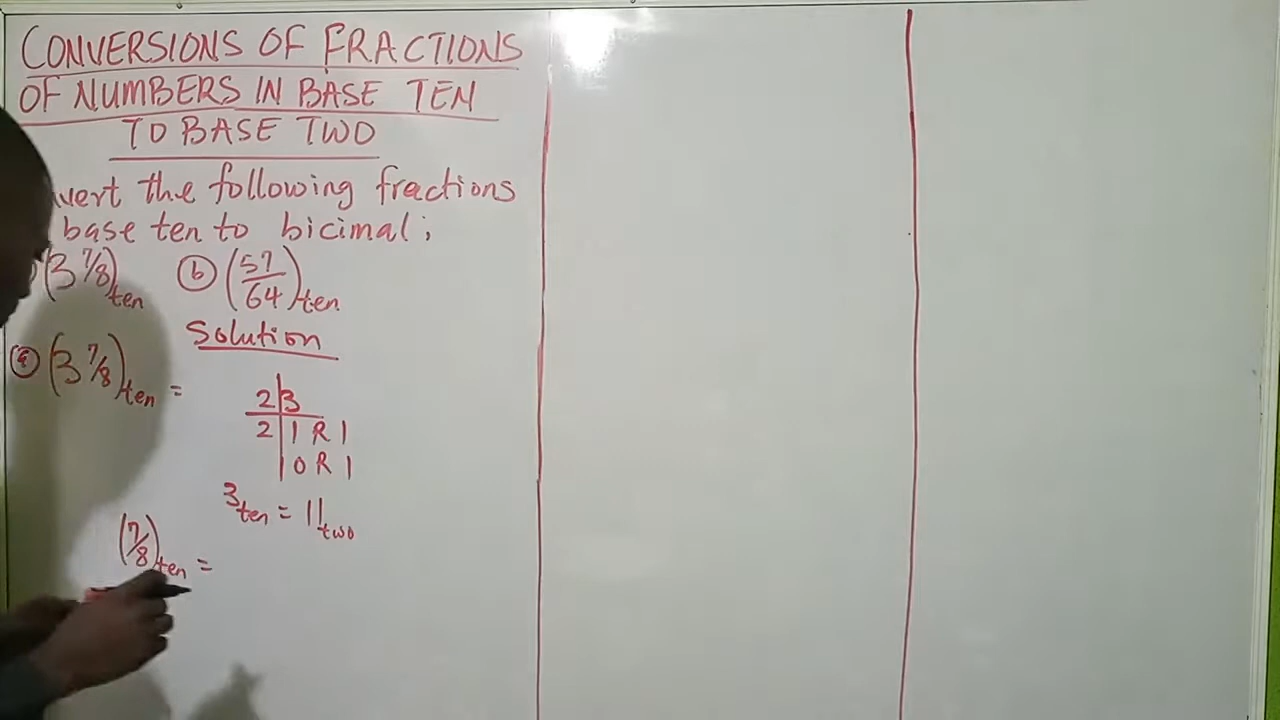 CONVERSIONS OF FRACTIONS
OF NUMBERS IN BASE TEN
TO BASE TWO
vert the following fractions
base ten to bicimal;
(3 7/8)ten (b) (57/64)ten
Solution
(a) (3 7/8)ten =
2 | 3
2 | 1 R 1
| 0 R 1
3ten = 11two
(7/8)ten =